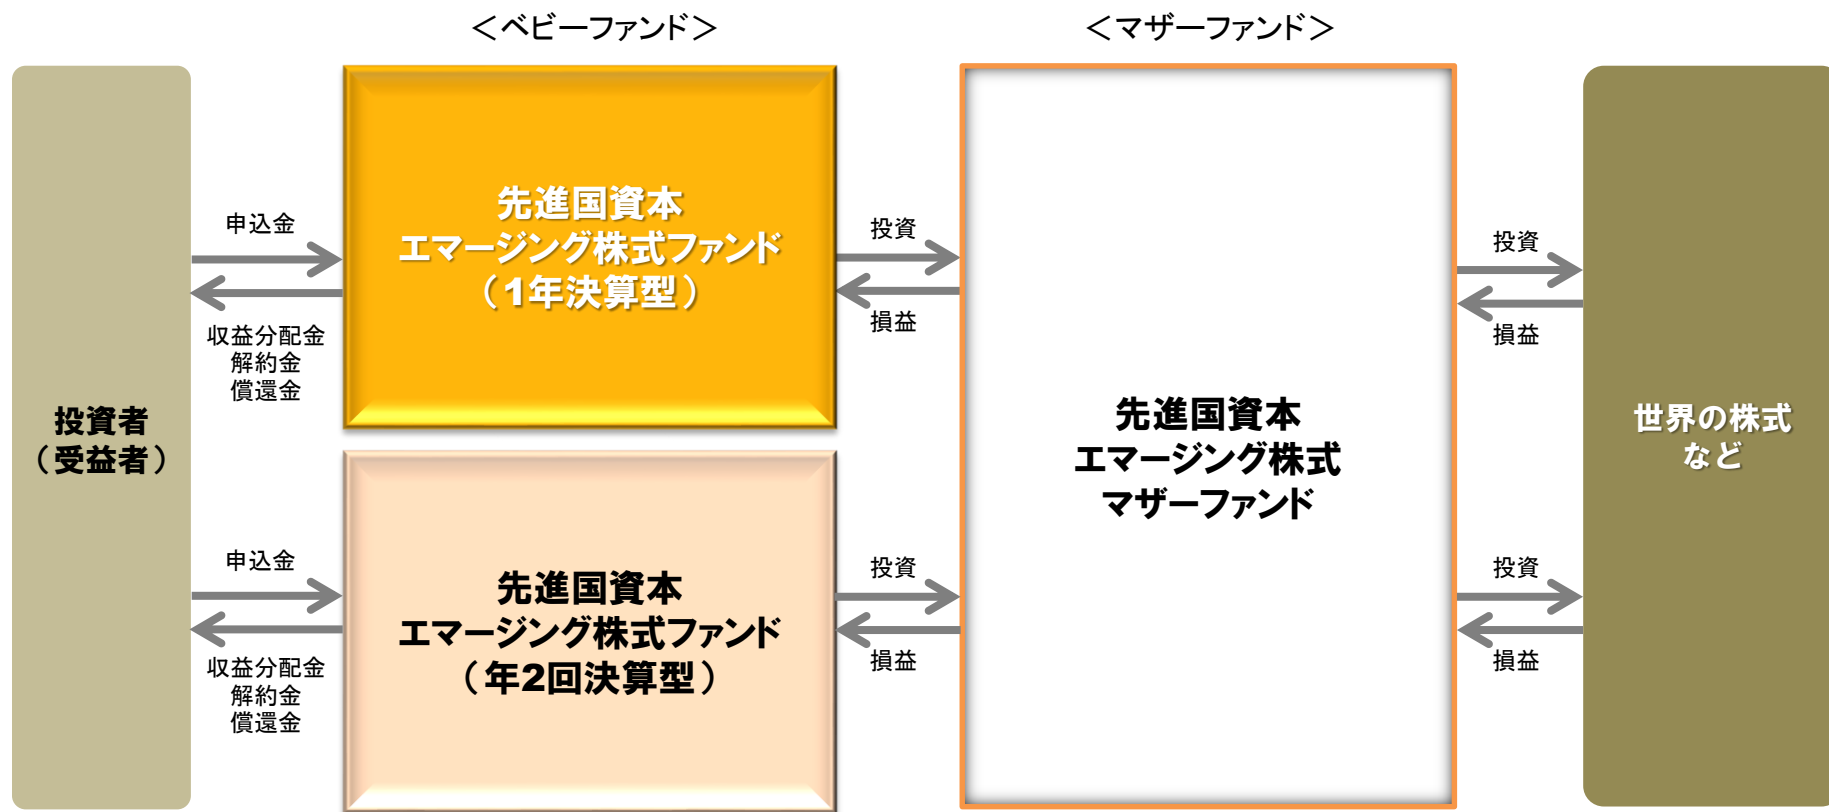 ＜ベビーファンド＞
＜マザーファンド＞
投資者
（受益者）
申込金
収益分配金
解約金
償還金
先進国資本
エマージング株式ファンド
（1年決算型）
投資
損益
申込金
収益分配金
解約金
償還金
先進国資本
エマージング株式ファンド
（年2回決算型）
投資
損益
先進国資本
エマージング株式
マザーファンド
投資
損益
投資
損益
世界の株式
など